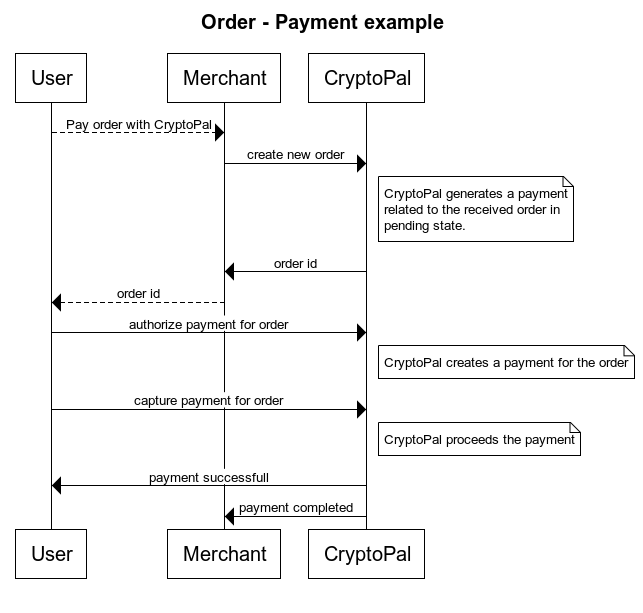 Order - Payment example
User
Merchant
CryptoPal
Pay order with CryptoPal
create new order
CryptoPal generates a payment
related to the received order in
pending state.
order id
order id
authorize payment for order
CryptoPal creates a payment for the order
capture payment for order
CryptoPal proceeds the payment
payment successfull
payment completed
User
Merchant
CryptoPal